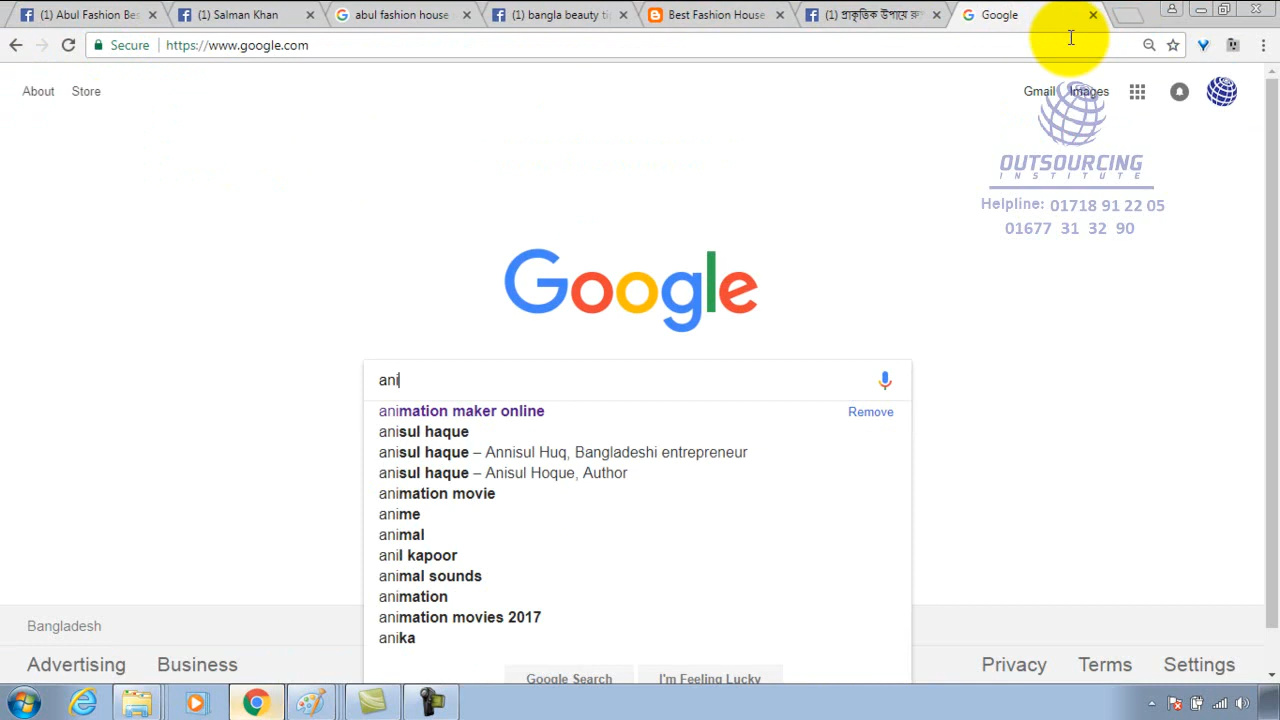 (1) Abul Fashion Bes
(1) Salman Khan
abul fashion house
(1) bangla beauty ti
Best Fashion House
(1) প্রাকৃতিক উপায়ে
Google
Secure
https://www.google.com
About
Store
Gmail
Images
OUTSOURCING
INSTITUTE
Helpline: 01718 91 22 05
01677 31 32 90
Google
ani
animation maker online
Remove
anisul haque
anisul haque – Annisul Huq, Bangladeshi entrepreneur
anisul haque – Anisul Hoque, Author
animation movie
anime
animal
anil kapoor
animal sounds
animation
animation movies 2017
anika
Google Search
I'm Feeling Lucky
Bangladesh
Advertising
Business
Privacy
Terms
Settings